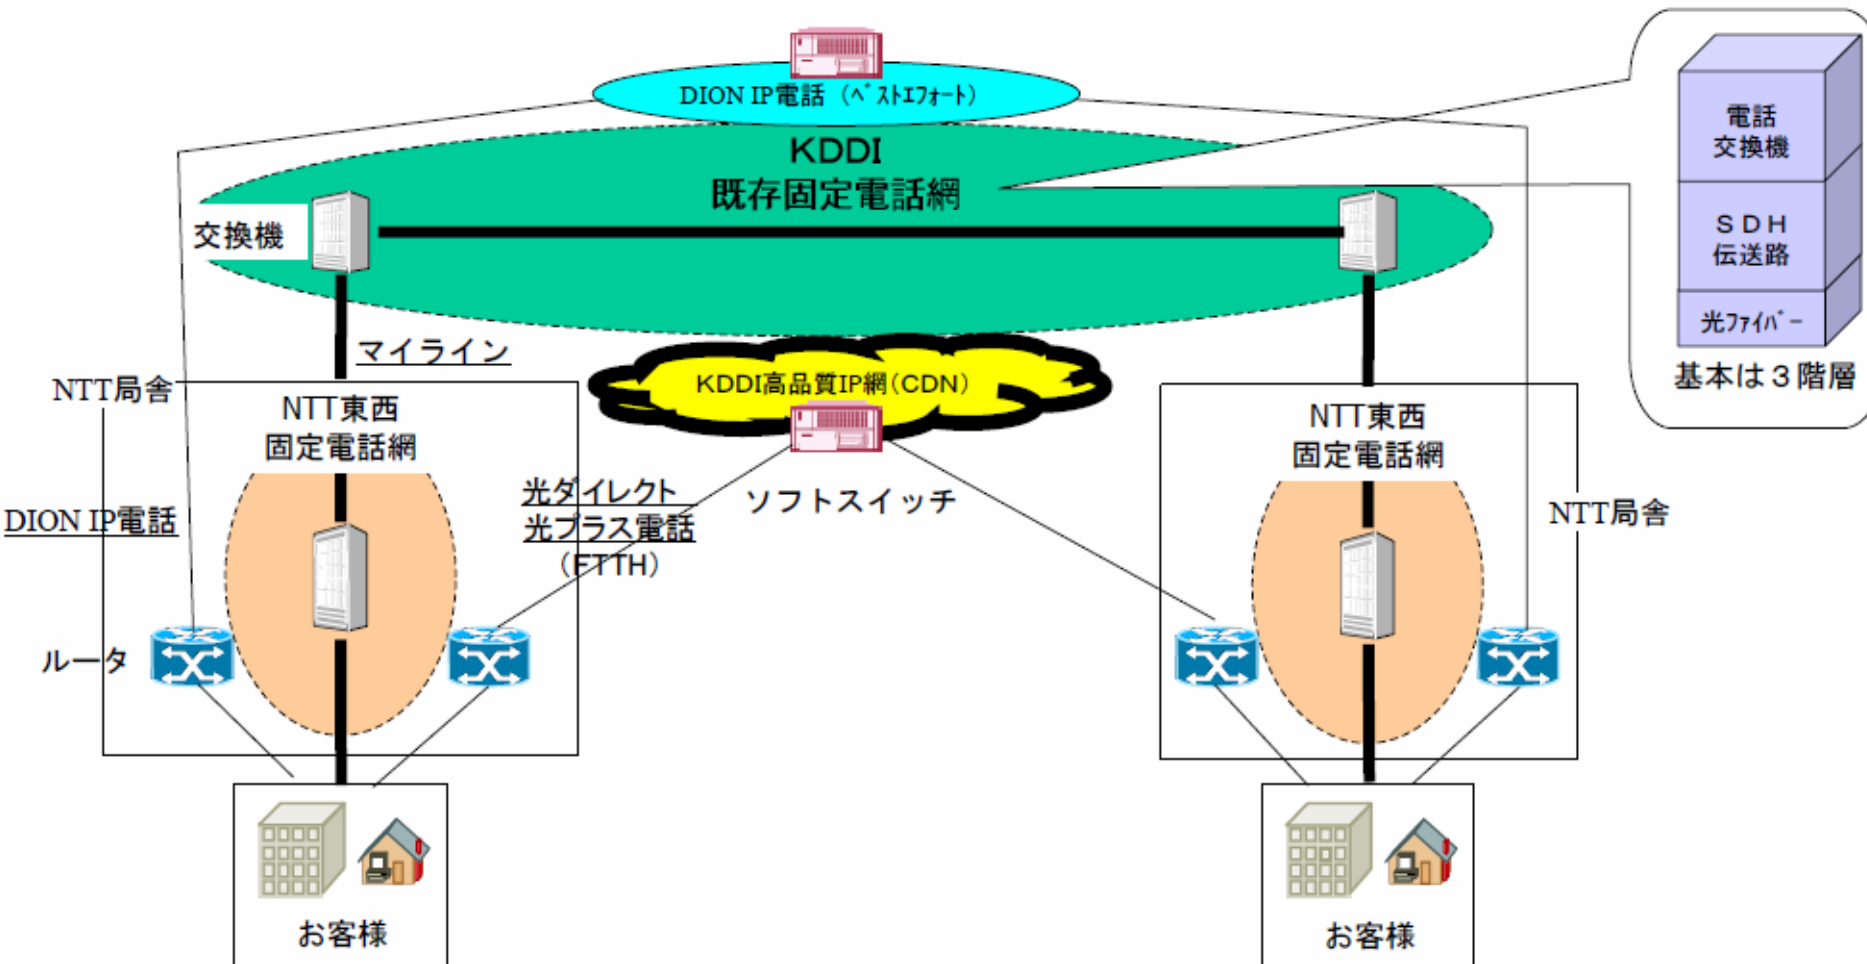 DION IP電話（ﾍﾞｽﾄｴﾌｫｰﾄ）
KDDI
既存固定電話網
電話
交換機
SDH
伝送路
光ﾌｧｲﾊﾞｰ
基本は３階層
交換機
マイライン
KDDI高品質IP網（CDN）
NTT局舎
NTT東西
固定電話網
NTT東西
固定電話網
光ダイレクト
光プラス電話
（FTTH）
ソフトスイッチ
DION IP電話
NTT局舎
ルータ
お客様
お客様